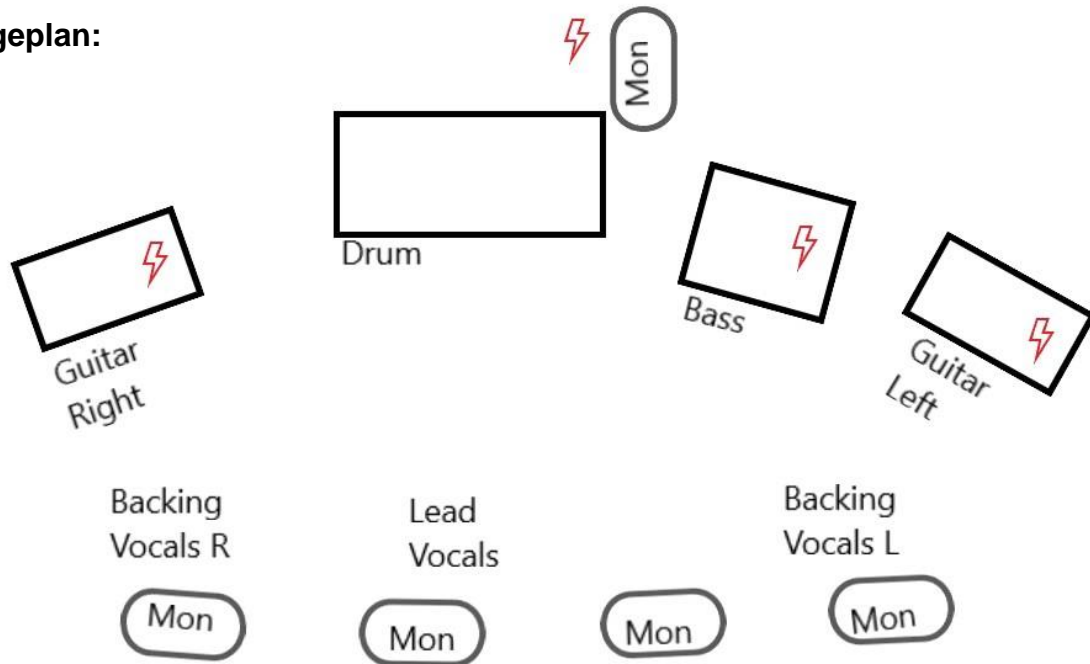 geplan:
Mon
Drum
Bass
Guitar
Right
Guitar
Left
Backing
Vocals R
Lead
Vocals
Backing
Vocals L
Mon
Mon
Mon
Mon